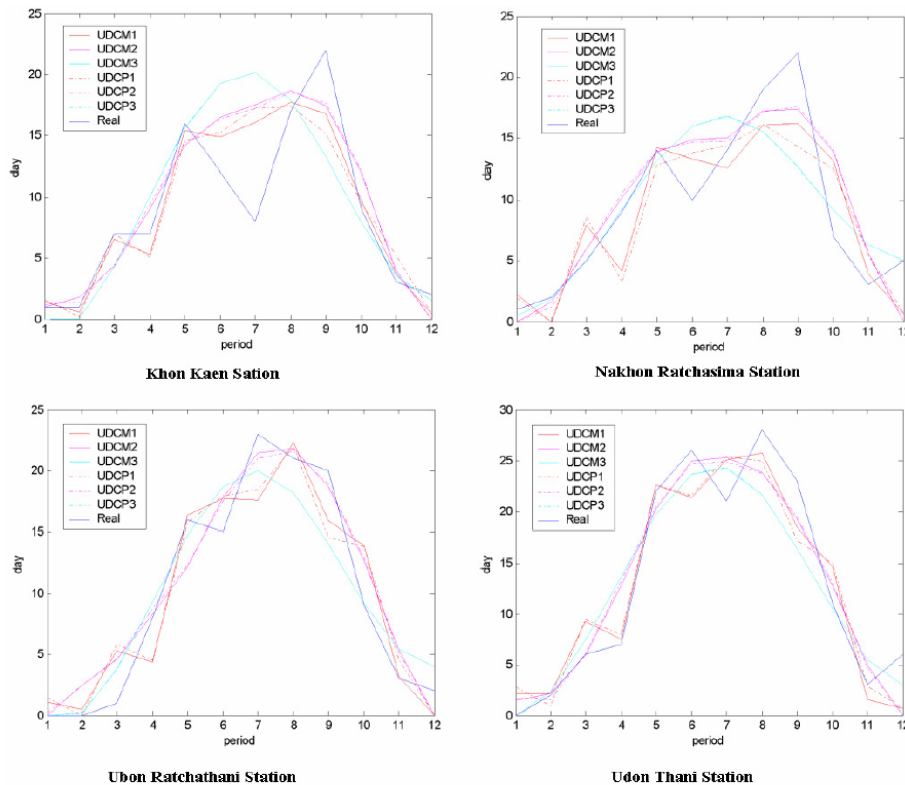 25
20
15
10
5
0
day
UDCM1
UDCM2
UDCM3
UDCP1
UDCP2
UDCP3
Real
1 2 3 4 5 6 7 8 9 10 11 12
period
Khon Kaen Sation
25
20
15
10
5
0
day
UDCM1
UDCM2
UDCM3
UDCP1
UDCP2
UDCP3
Real
1 2 3 4 5 6 7 8 9 10 11 12
period
Nakhon Ratchasima Station
25
20
15
10
5
0
day
UDCM1
UDCM2
UDCM3
UDCP1
UDCP2
UDCP3
Real
1 2 3 4 5 6 7 8 9 10 11 12
period
Ubon Ratchathani Station
30
25
20
15
10
5
0
day
UDCM1
UDCM2
UDCM3
UDCP1
UDCP2
UDCP3
Real
1 2 3 4 5 6 7 8 9 10 11 12
period
Udon Thani Station